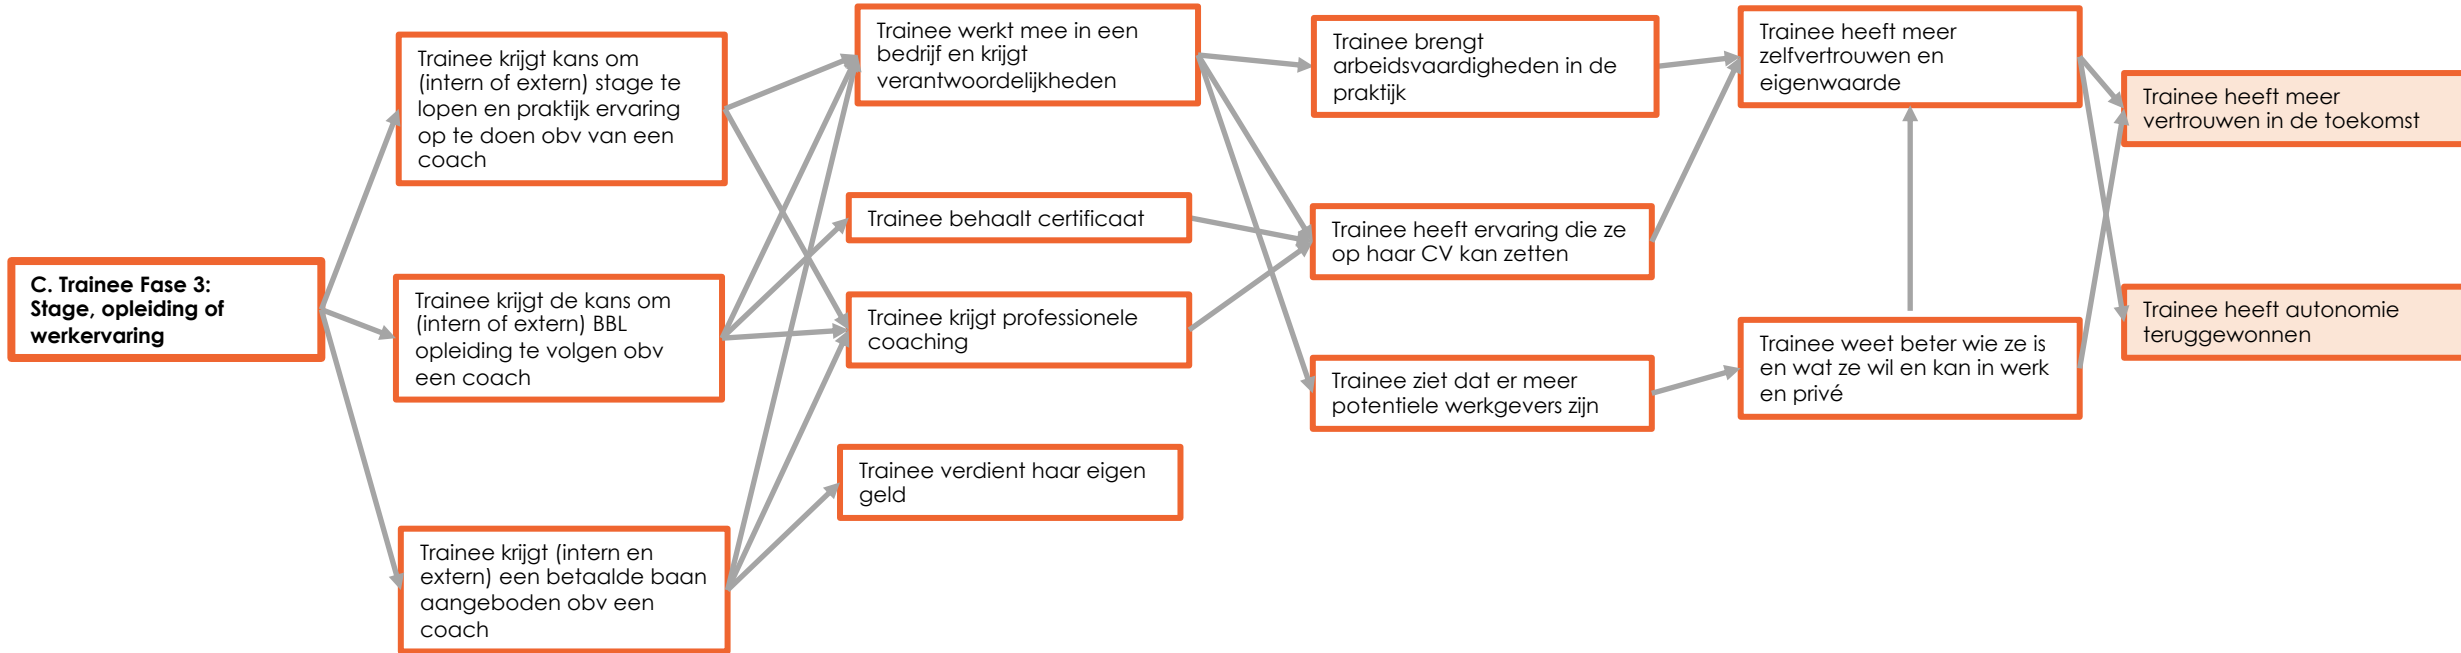 C. Trainee Fase 3:
Stage, opleiding of
werkervaring
Trainee krijgt kans om
(intern of extern) stage te
lopen en praktijk ervaring
op te doen obv van een
coach
Trainee krijgt de kans om
(intern of extern) BBL
opleiding te volgen obv
een coach
Trainee krijgt (intern en
extern) een betaalde baan
aangeboden obv een
coach
Trainee werkt mee in een
bedrijf en krijgt
verantwoordelijkheden
Trainee behaalt certificaat
Trainee krijgt professionele
coaching
Trainee verdient haar eigen
geld
Trainee brengt
arbeidsvaardigheden in de
praktijk
Trainee heeft ervaring die ze
op haar CV kan zetten
Trainee ziet dat er meer
potentiele werkgevers zijn
Trainee heeft meer
zelfvertrouwen en
eigenwaarde
Trainee weet beter wie ze is
en wat ze wil en kan in werk
en privé
Trainee heeft meer
vertrouwen in de toekomst
Trainee heeft autonomie
teruggewonnen